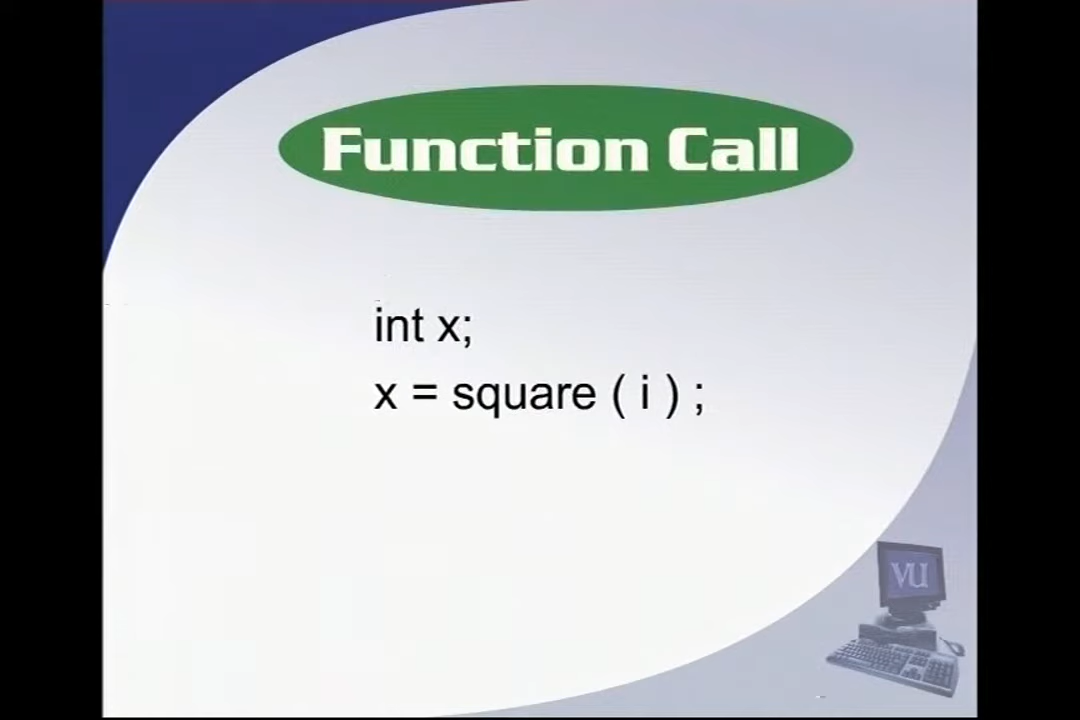 Function Call
int x;
x = square ( i ) ;
VU